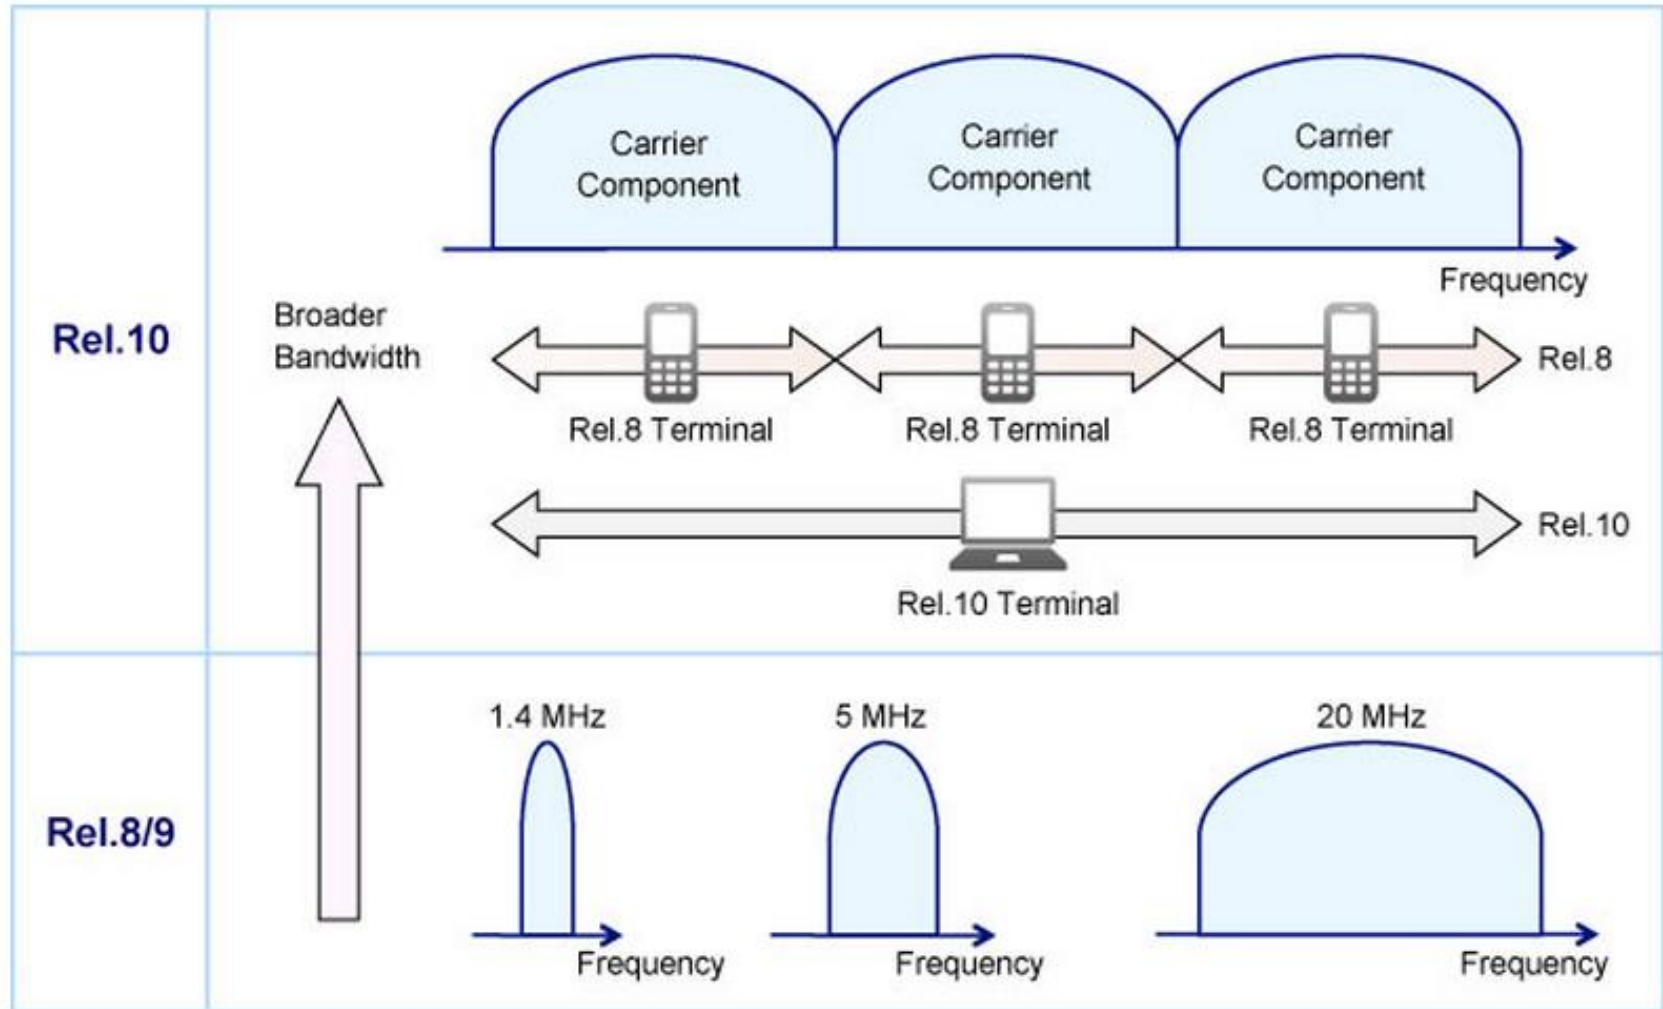 Rel.10
Carrier
Component
Carrier
Component
Carrier
Component
Frequency
Broader
Bandwidth
Rel.8
Rel.8 Terminal
Rel.8 Terminal
Rel.8 Terminal
Rel.10
Rel.10 Terminal
Rel.8/9
1.4 MHz
5 MHz
20 MHz
Frequency
Frequency
Frequency